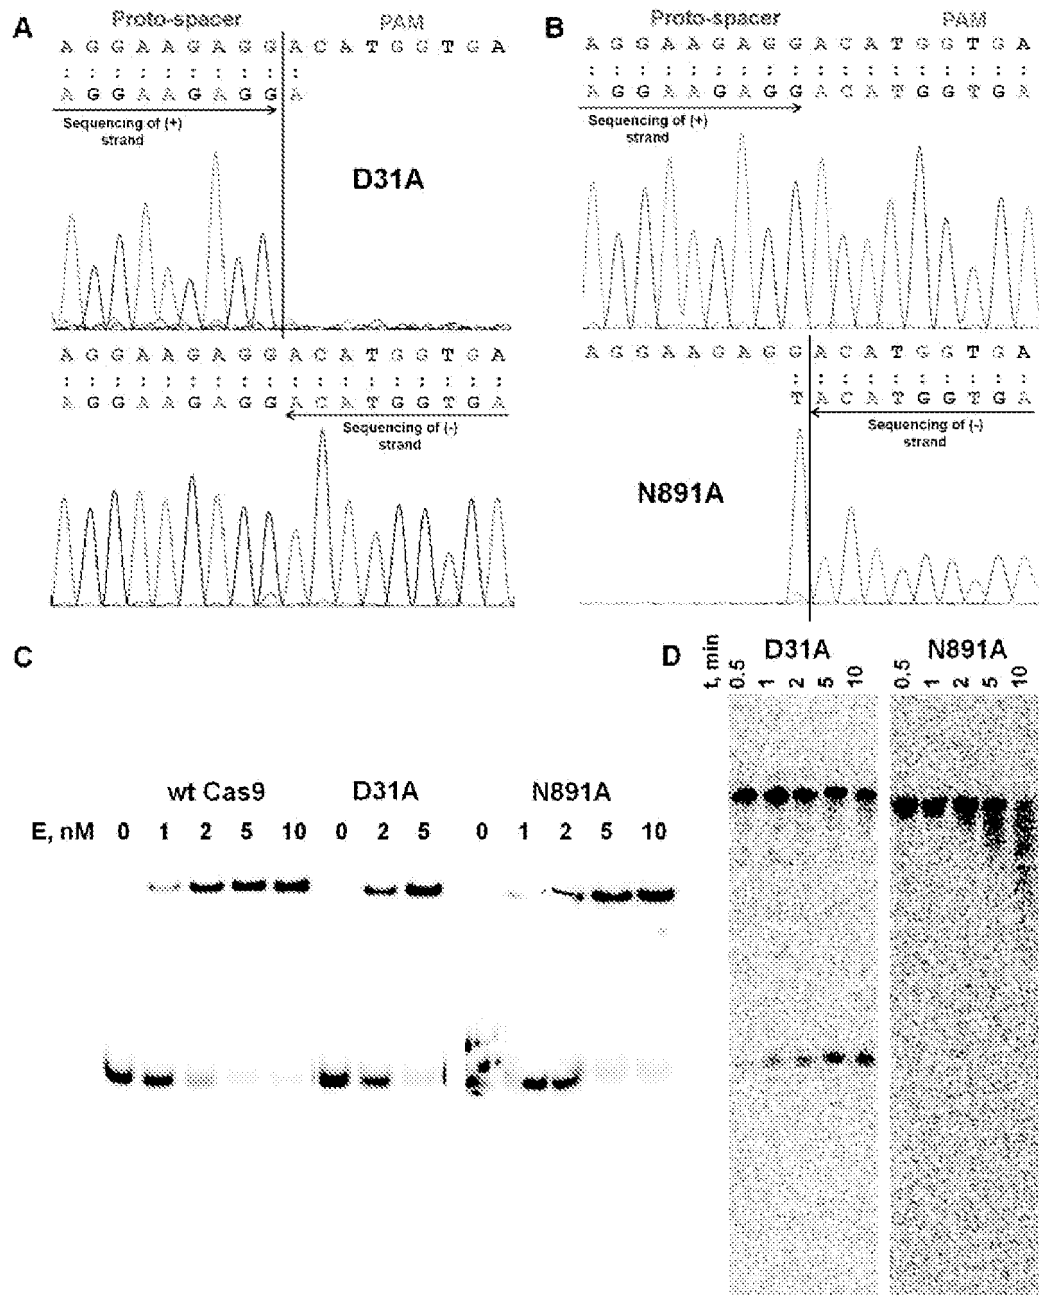 A
Proto-spacer PAM
A G G A A G A G G A C A T G G T G A
: : : : : : : : : :
A G G A A G A G G A
Sequencing of (+)
strand
D31A
A G G A A G A G G A C A T G G T G A
: : : : : : : : : : : : : : : : : :
A G G A A G A G G A C A T G G T G A
Sequencing of (-)
strand
B
Proto-spacer PAM
A G G A A G A G G A C A T G G T G A
: : : : : : : : : : : : : : : : : :
A G G A A G A G G A C A T G G T G A
Sequencing of (+)
strand
A G G A A G A G G A C A T G G T G A
: : : : : : : : : :
T A C A T G G T G A
Sequencing of (-)
strand
N891A
C
wt Cas9 D31A N891A
E, nM 0 1 2 5 10 0 2 5 0 1 2 5 10
D
D31A N891A
t, min 0.5 1 2 5 10 0.5 1 2 5 10